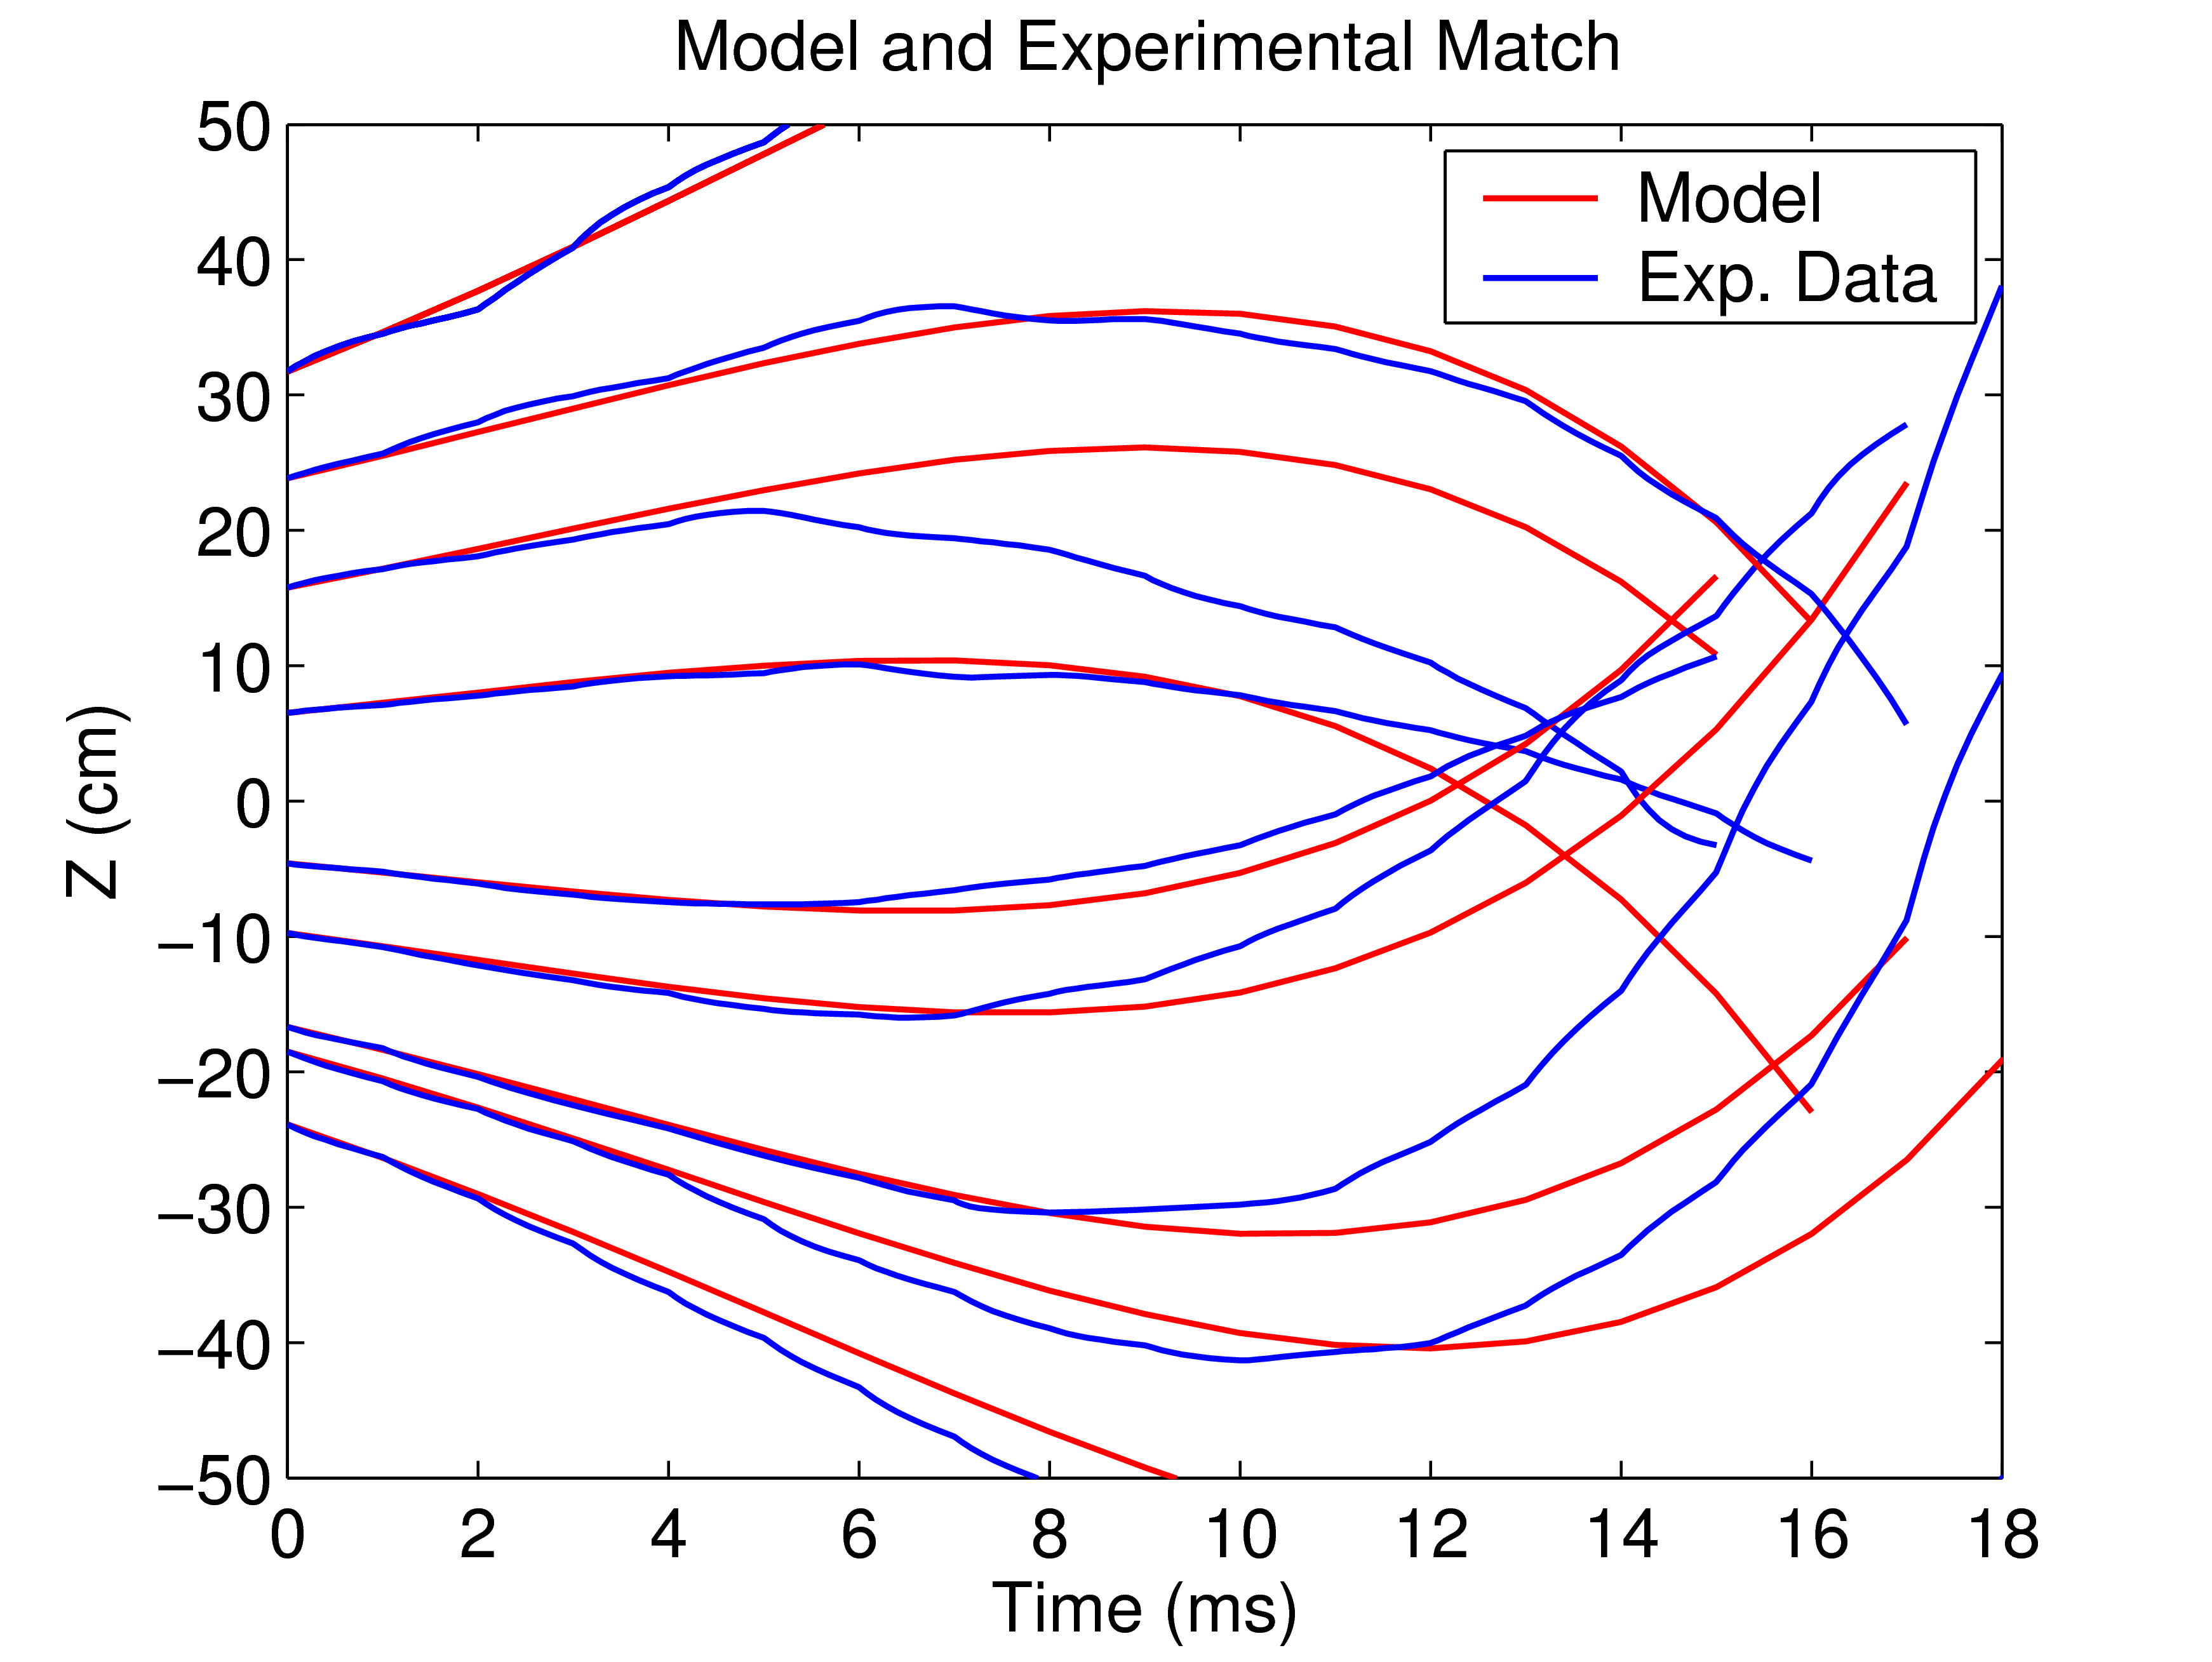 Model and Experimental Match
50
40
30
20
10
0
−10
−20
−30
−40
−50
Z (cm)
Model
Exp. Data
0 2 4 6 8 10 12 14 16 18
Time (ms)